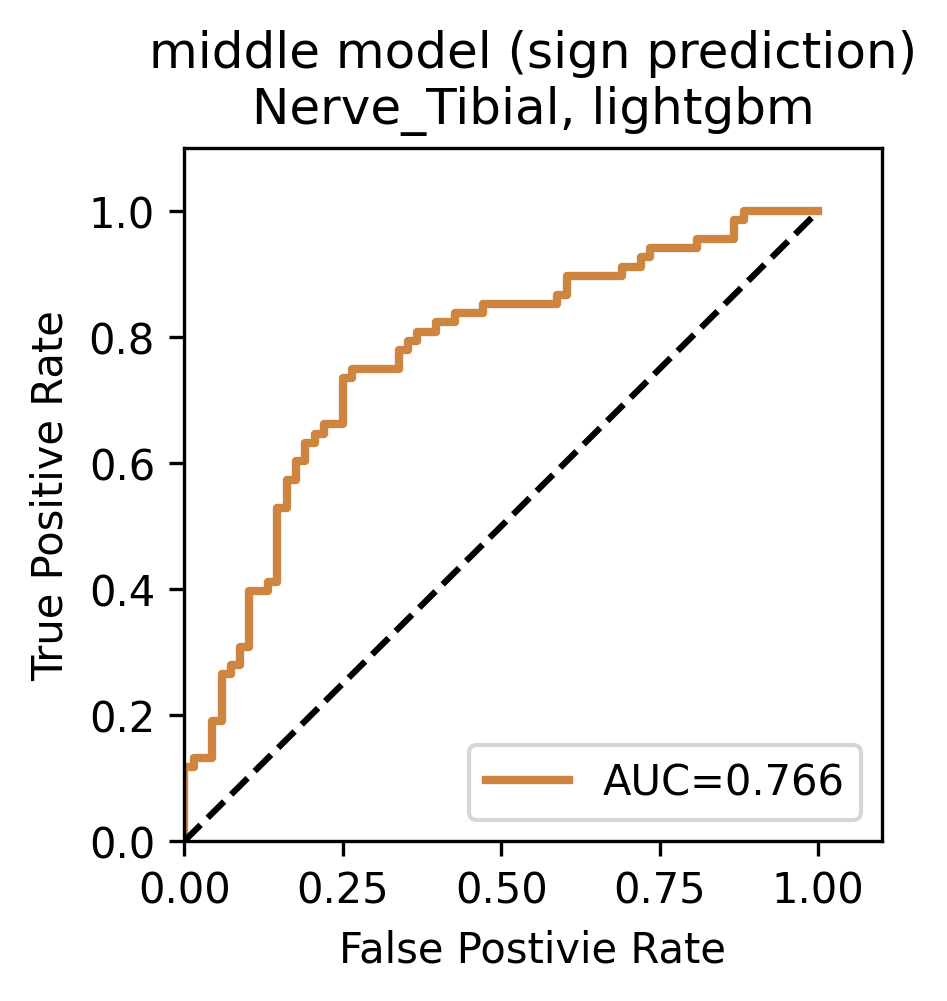 middle model (sign prediction)
Nerve_Tibial, lightgbm
True Positive Rate
1.0
0.8
0.6
0.4
0.2
0.0
AUC=0.766
0.00 0.25 0.50 0.75 1.00
False Postivie Rate